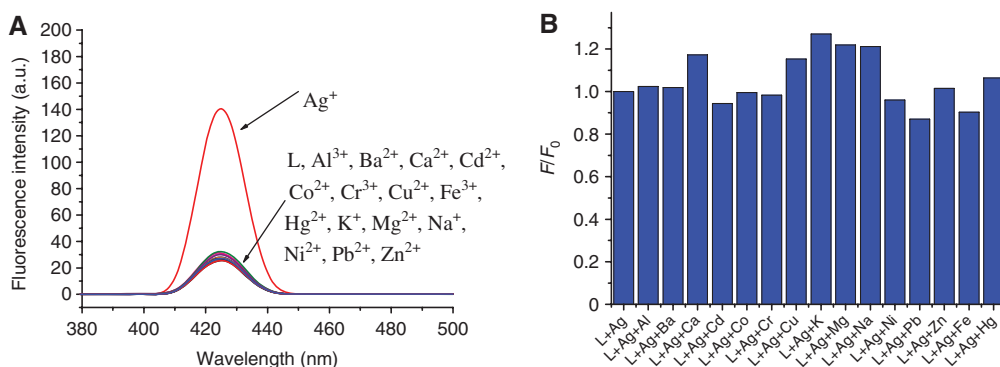 A
Fluorescence intensity (a.u.)
200
180
160
140
120
100
80
60
40
20
0
Ag⁺
L, Al³⁺, Ba²⁺, Ca²⁺, Cd²⁺,
Co²⁺, Cr³⁺, Cu²⁺, Fe³⁺,
Hg²⁺, K⁺, Mg²⁺, Na⁺,
Ni²⁺, Pb²⁺, Zn²⁺
380 400 420 440 460 480 500
Wavelength (nm)
B
F/F₀
1.2
1.0
0.8
0.6
0.4
0.2
0
L+Ag
L+Ag+Al
L+Ag+Ba
L+Ag+Ca
L+Ag+Cd
L+Ag+Co
L+Ag+Cr
L+Ag+Cu
L+Ag+K
L+Ag+Mg
L+Ag+Na
L+Ag+Ni
L+Ag+Pb
L+Ag+Zn
L+Ag+Fe
L+Ag+Hg